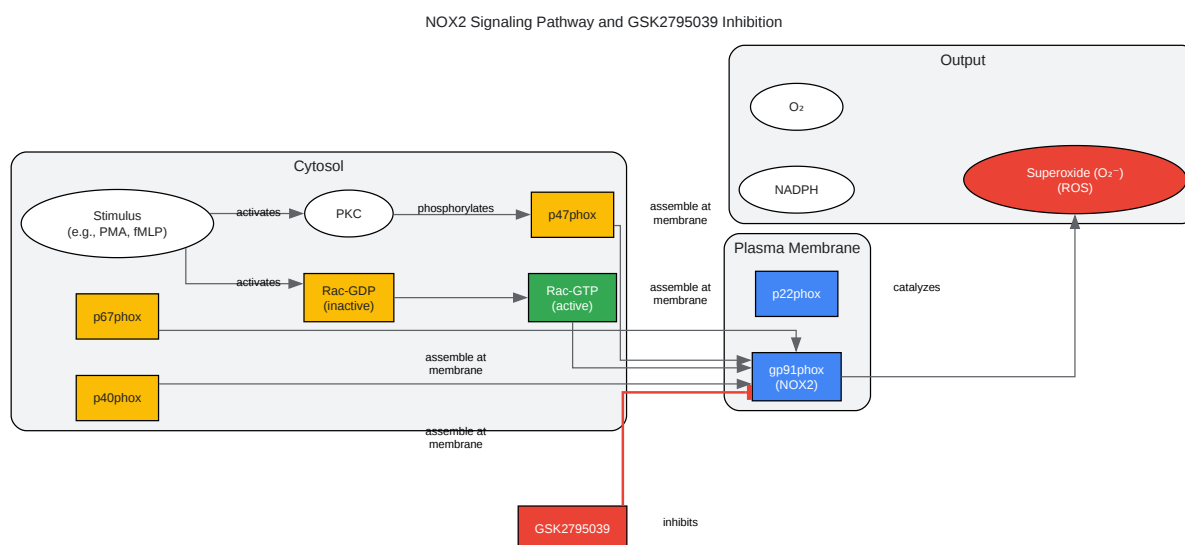 NOX2 Signaling Pathway and GSK2795039 Inhibition
Output
O₂
NADPH
Superoxide (O₂⁻)
(ROS)
Cytosol
Stimulus
(e.g., PMA, fMLP)
activates
PKC
phosphorylates
p47phox
assemble at
membrane
activates
Rac-GDP
(inactive)
Rac-GTP
(active)
assemble at
membrane
Plasma Membrane
p22phox
catalyzes
p67phox
assemble at
membrane
gp91phox
(NOX2)
p40phox
assemble at
membrane
GSK2795039
inhibits